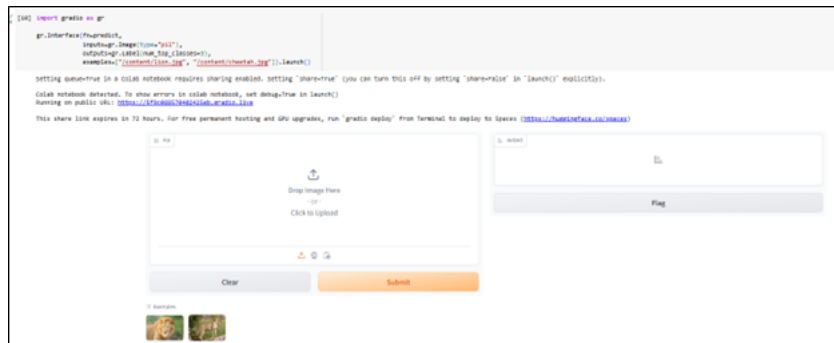 import gradio as gr
gr.Interface(fn=predict,
inputs=gr.Image(type="pil"),
outputs=gr.Label(num_top_classes=3),
examples=["/content/lion.jpg", "/content/cheetah.jpg"]).launch()
Setting queue=True in a Colab notebook requires sharing enabled. Setting `share=True` (you can turn this off by setting `share=False` in `launch()` explicitly).
Colab notebook detected. To show errors in colab notebook, set debug=True in launch()
Running on public URL:
This share link expires in 72 hours. For free permanent hosting and GPU upgrades, run `gradio deploy` from Terminal to deploy to Spaces (https://huggingface.co/spaces)
output
Drop Image Here
- or -
Click to Upload
Flag
Clear
Submit
Examples